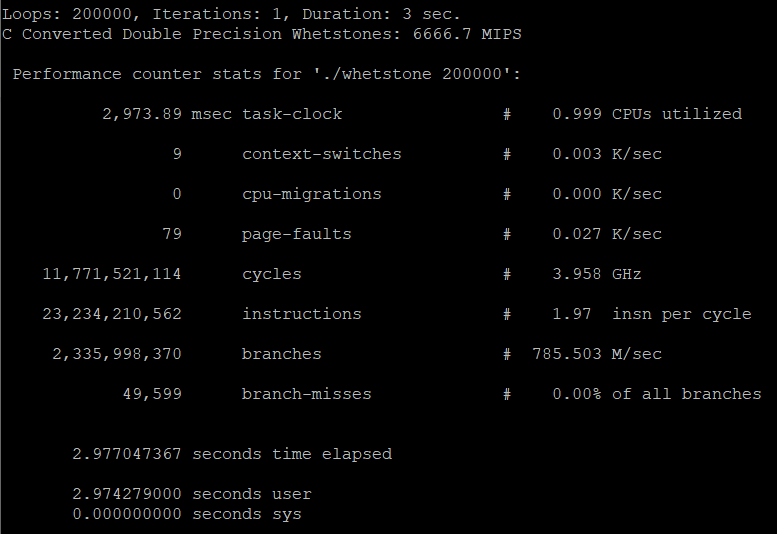 Loops: 200000, Iterations: 1, Duration: 3 sec.
C Converted Double Precision Whetstones: 6666.7 MIPS
Performance counter stats for './whetstone 200000':
2,973.89 msec task-clock # 0.999 CPUs utilized
9 context-switches # 0.003 K/sec
0 cpu-migrations # 0.000 K/sec
79 page-faults # 0.027 K/sec
11,771,521,114 cycles # 3.958 GHz
23,234,210,562 instructions # 1.97 insn per cycle
2,335,998,370 branches # 785.503 M/sec
49,599 branch-misses # 0.00% of all branches
2.977047367 seconds time elapsed
2.974279000 seconds user
0.000000000 seconds sys